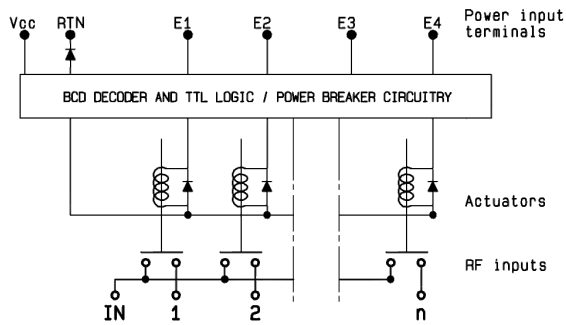 Vcc RTN E1 E2 E3 E4 Power input
terminals
BCD DECODER AND TTL LOGIC / POWER BREAKER CIRCUITRY
Actuators
RF inputs
IN 1 2 n